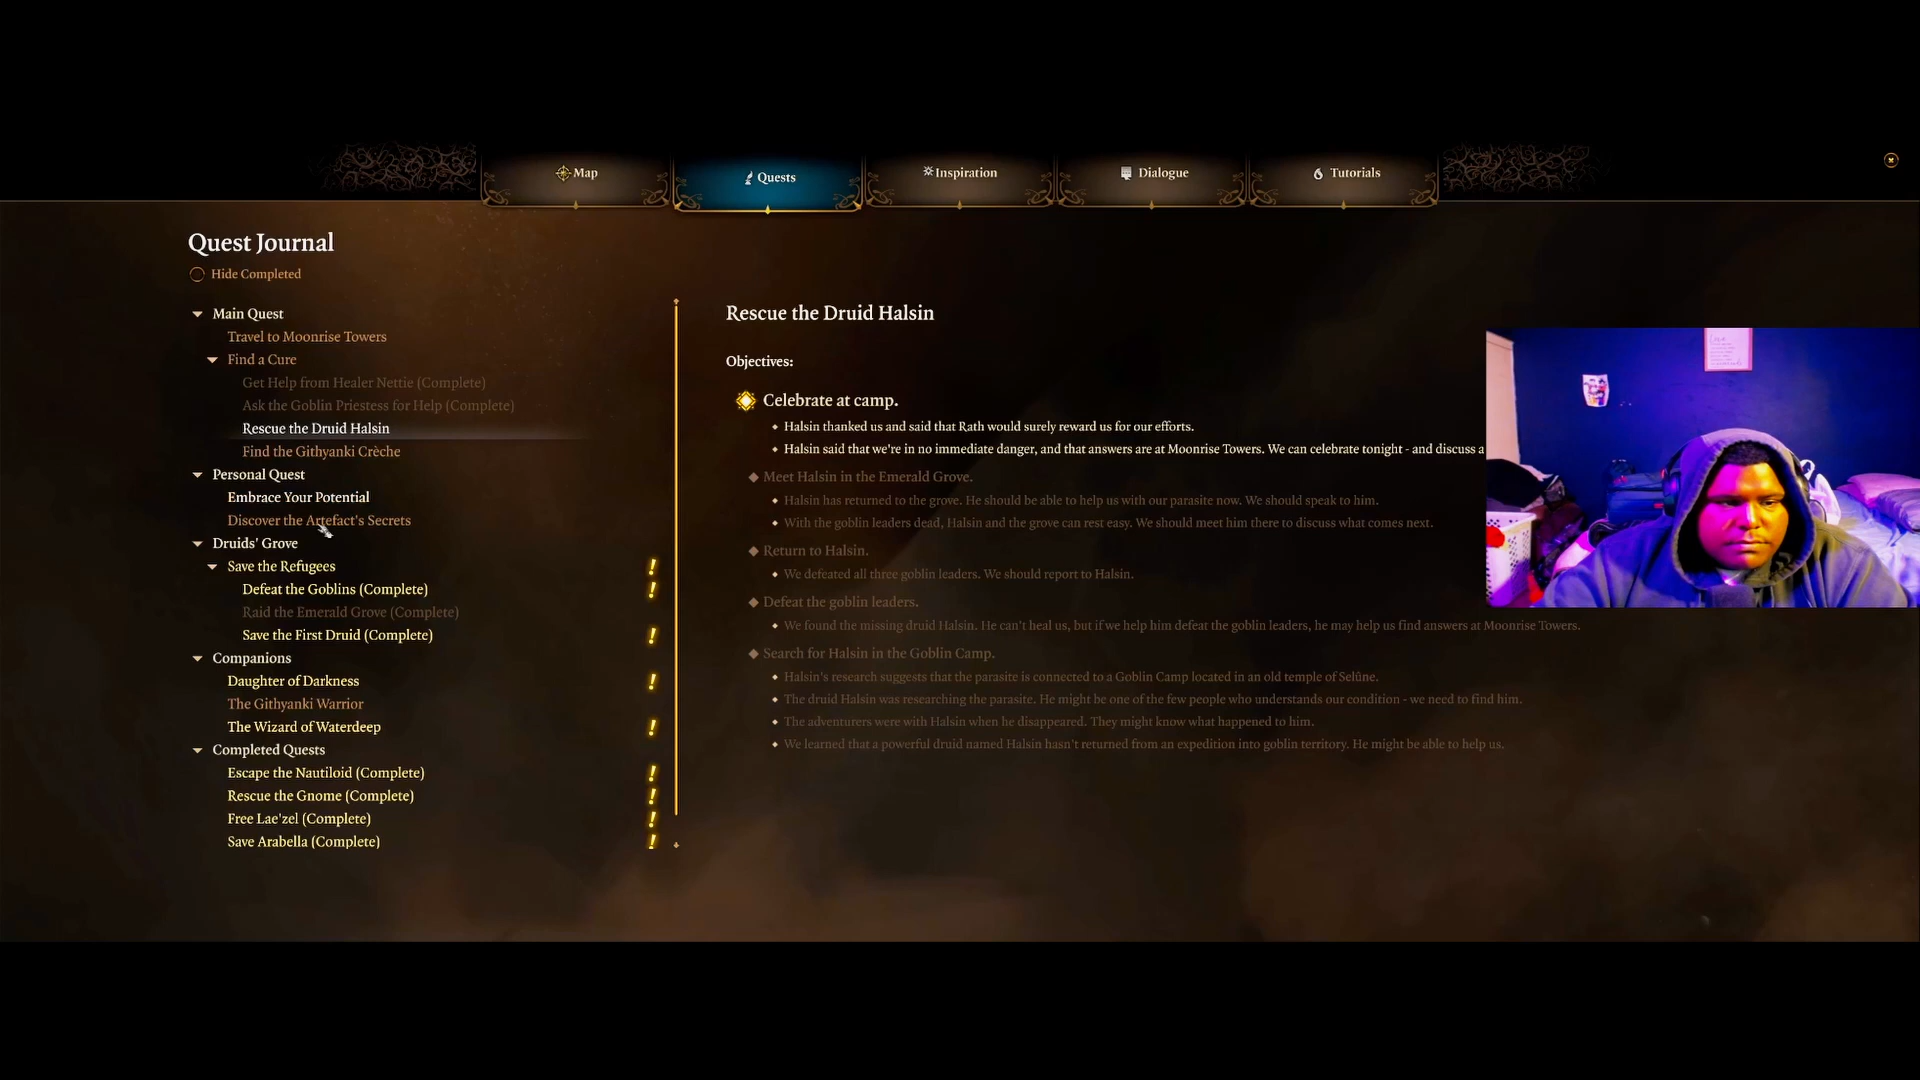 Map
Quests
Inspiration
Dialogue
Tutorials
Quest Journal
Hide Completed
Main Quest
Travel to Moonrise Towers
Find a Cure
Get Help from Healer Nettie (Complete)
Ask the Goblin Priestess for Help (Complete)
Rescue the Druid Halsin
Find the Githyanki Crèche
Personal Quest
Embrace Your Potential
Discover the Artefact's Secrets
Druids' Grove
Save the Refugees
Defeat the Goblins (Complete)
Raid the Emerald Grove (Complete)
Save the First Druid (Complete)
Companions
Daughter of Darkness
The Githyanki Warrior
The Wizard of Waterdeep
Completed Quests
Escape the Nautiloid (Complete)
Rescue the Gnome (Complete)
Free Lae'zel (Complete)
Save Arabella (Complete)
Rescue the Druid Halsin
Objectives:
Celebrate at camp.
Halsin thanked us and said that Rath would surely reward us for our efforts.
Halsin said that we're in no immediate danger, and that answers are at Moonrise Towers. We can celebrate tonight - and discuss a
Meet Halsin in the Emerald Grove.
Halsin has returned to the grove. He should be able to help us with our parasite now. We should speak to him.
With the goblin leaders dead, Halsin and the grove can rest easy. We should meet him there to discuss what comes next.
Return to Halsin.
We defeated all three goblin leaders. We should report to Halsin.
Defeat the goblin leaders.
We found the missing druid Halsin. He can't heal us, but if we help him defeat the goblin leaders, he may help us find answers at Moonrise Towers.
Search for Halsin in the Goblin Camp.
Halsin's research suggests that the parasite is connected to a Goblin Camp located in an old temple of Selûne.
The druid Halsin was researching the parasite. He might be one of the few people who understands our condition - we need to find him.
The adventurers were with Halsin when he disappeared. They might know what happened to him.
We learned that a powerful druid named Halsin hasn't returned from an expedition into goblin territory. He might be able to help us.